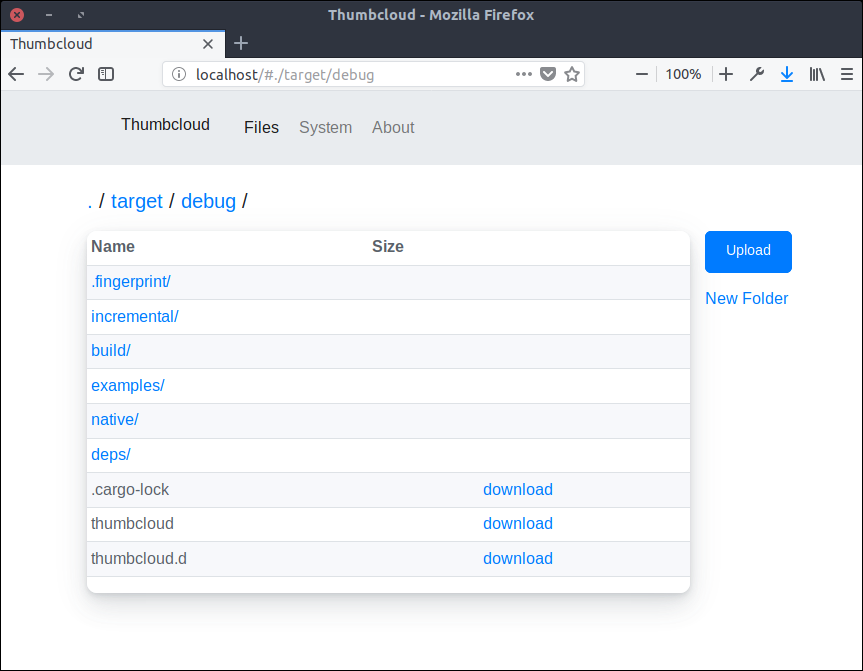 Thumbcloud - Mozilla Firefox
Thumbcloud
localhost/#./target/debug 100%
Thumbcloud Files System About
. / target / debug /
Name Size
Upload
.fingerprint/
New Folder
incremental/
build/
examples/
native/
deps/
.cargo-lock download
thumbcloud download
thumbcloud.d download